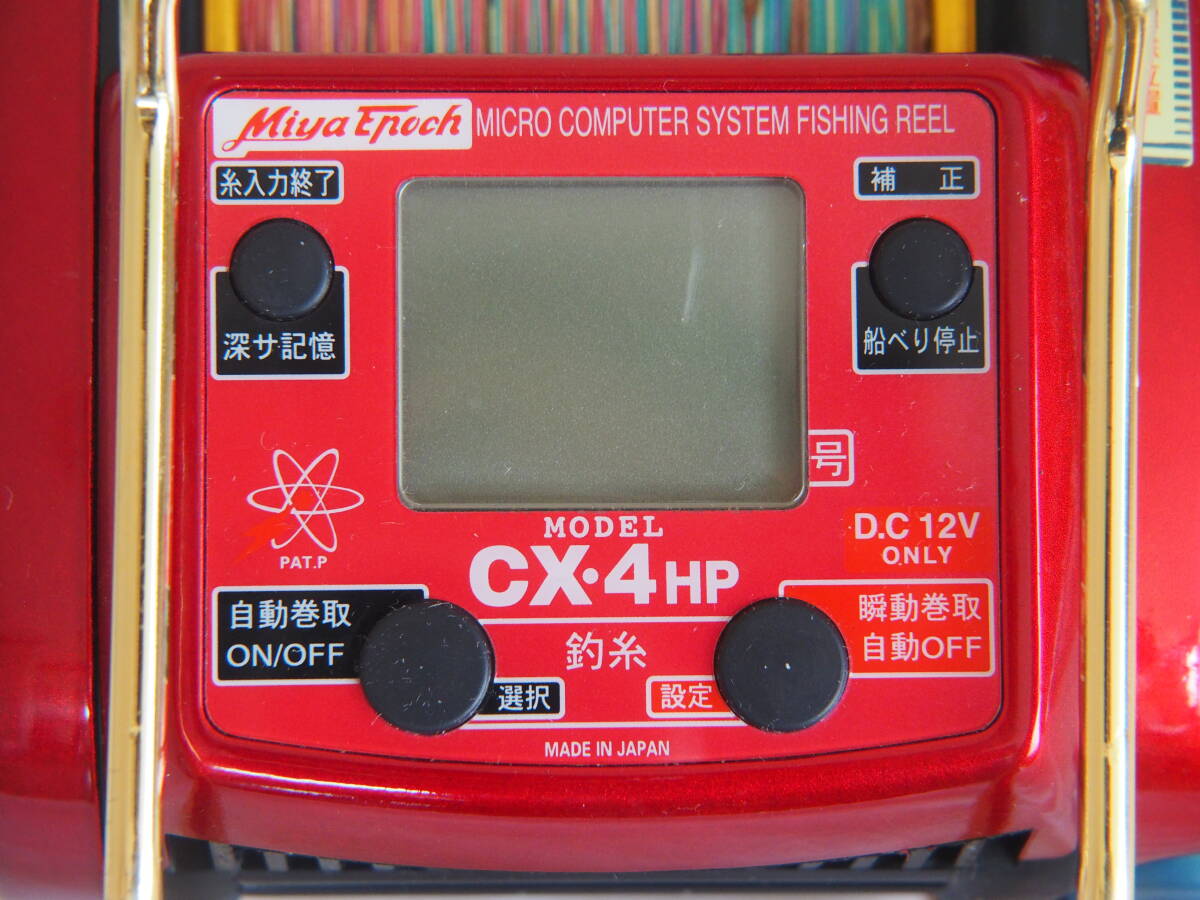 Miya Epoch MICRO COMPUTER SYSTEM FISHING REEL
糸入力終了
補 正
深サ記憶
船べり停止
号
PAT.P
MODEL
CX·4HP
D.C 12V
ONLY
自動巻取
ON/OFF
釣糸
瞬動巻取
自動OFF
選択
設定
MADE IN JAPAN